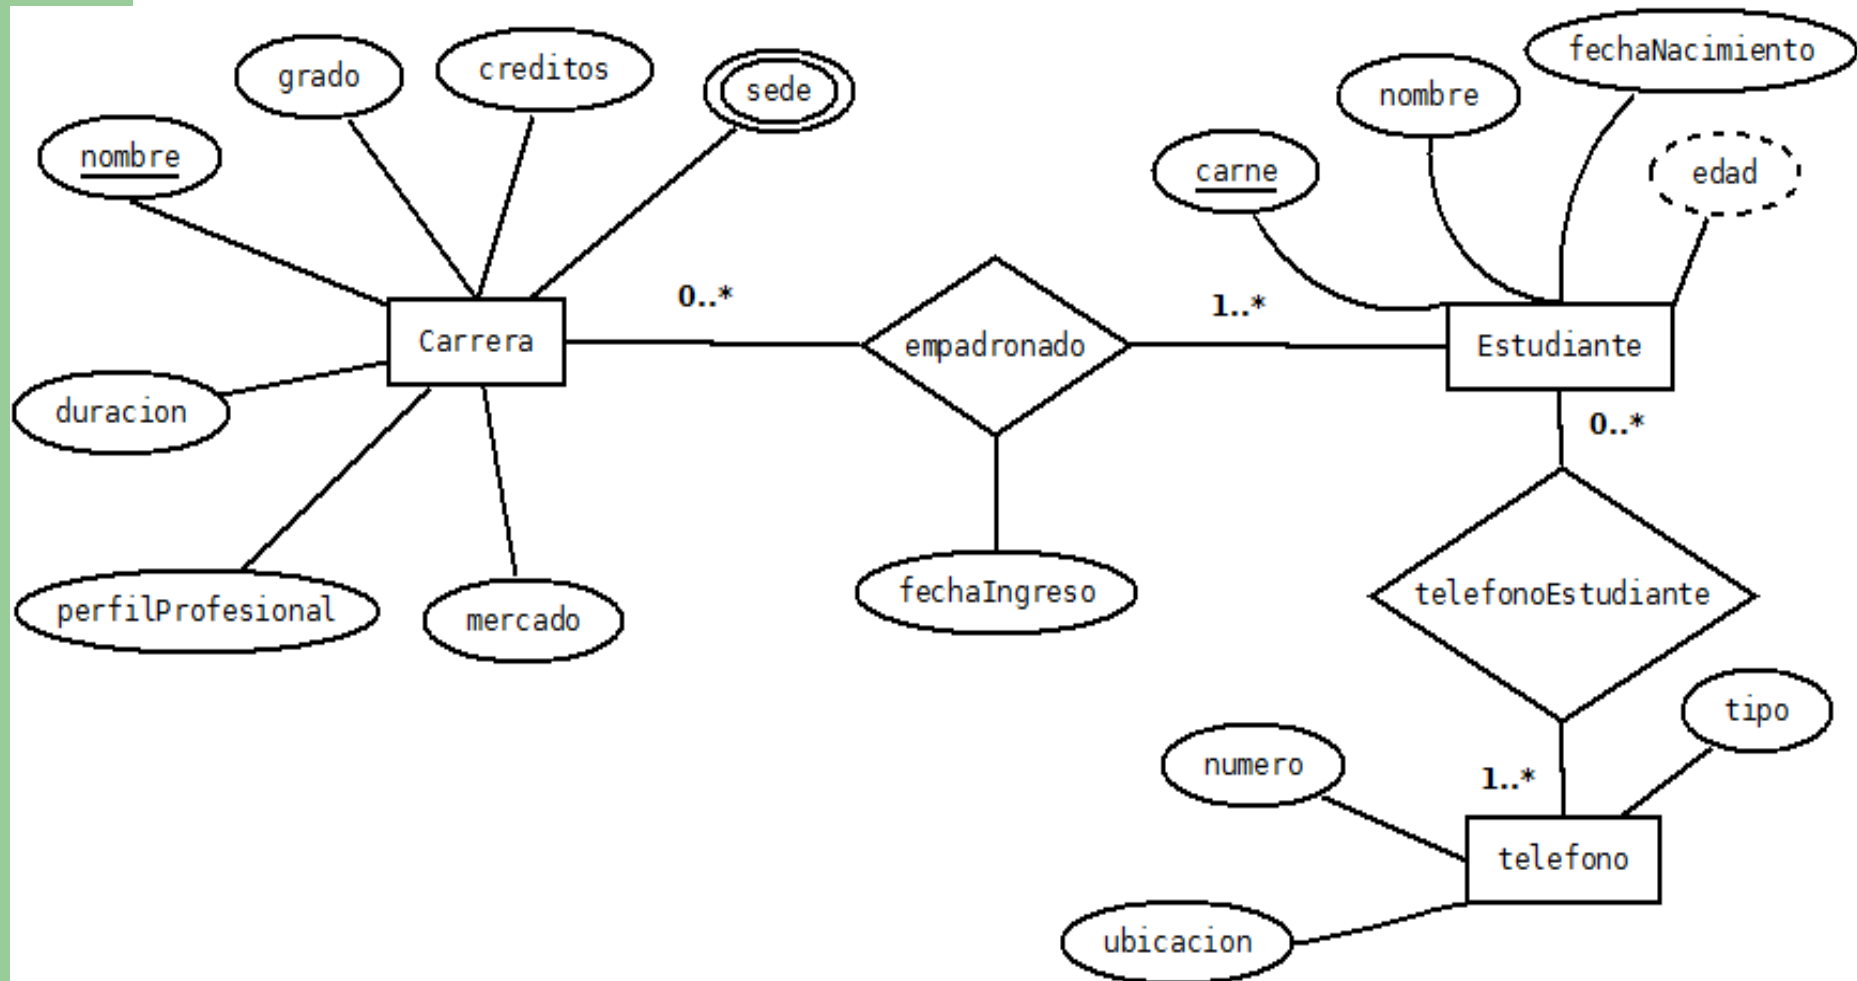 fechaNacimiento
creditos
grado
sede
nombre
nombre
carne
edad
0..*
1..*
Carrera
empadronado
Estudiante
duracion
0..*
fechaIngreso
telefonoEstudiante
perfilProfesional
mercado
tipo
numero
1..*
telefono
ubicacion